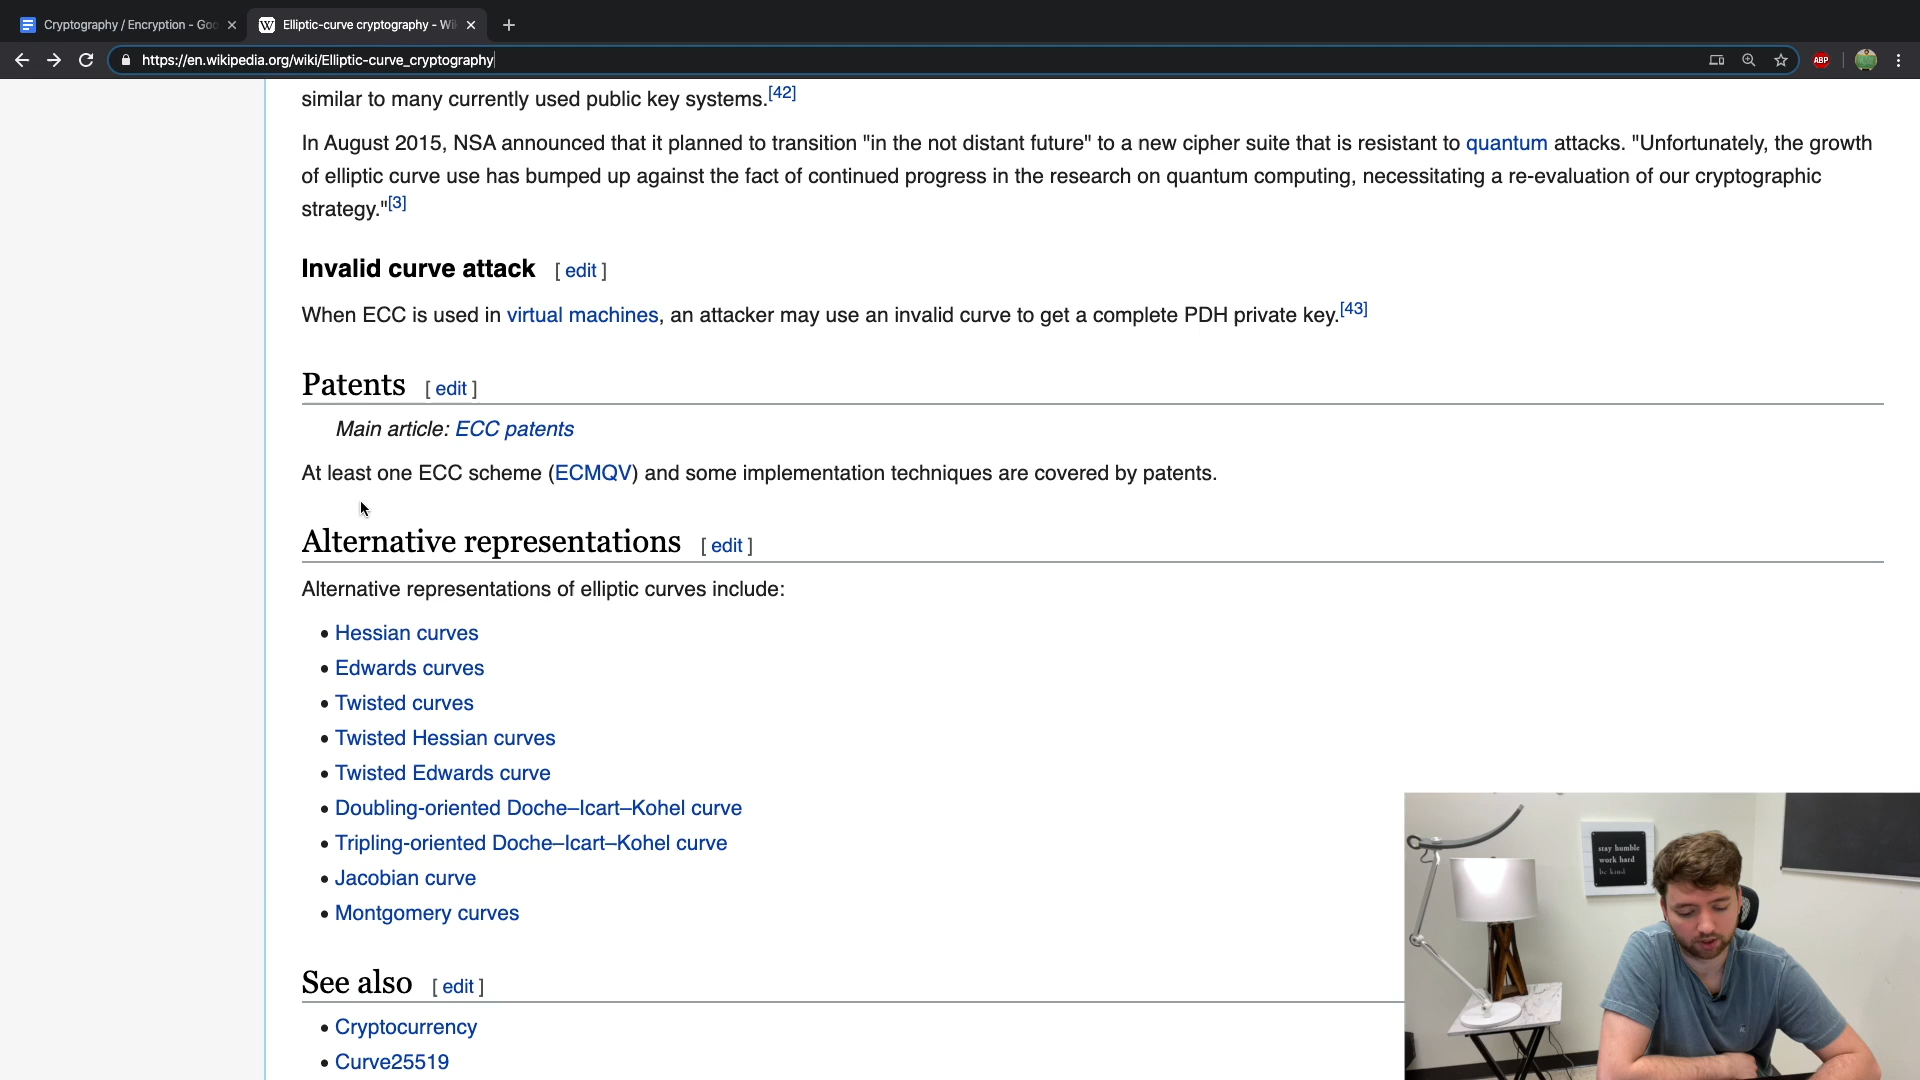 Cryptography / Encryption - Goo
Elliptic-curve cryptography - Wi
https://en.wikipedia.org/wiki/Elliptic-curve_cryptography
ABP
similar to many currently used public key systems.[42]
In August 2015, NSA announced that it planned to transition "in the not distant future" to a new cipher suite that is resistant to quantum attacks. "Unfortunately, the growth
of elliptic curve use has bumped up against the fact of continued progress in the research on quantum computing, necessitating a re-evaluation of our cryptographic
strategy."[3]
Invalid curve attack [ edit ]
When ECC is used in virtual machines, an attacker may use an invalid curve to get a complete PDH private key.[43]
Patents [ edit ]
Main article: ECC patents
At least one ECC scheme (ECMQV) and some implementation techniques are covered by patents.
Alternative representations [ edit ]
Alternative representations of elliptic curves include:
• Hessian curves
• Edwards curves
• Twisted curves
• Twisted Hessian curves
• Twisted Edwards curve
• Doubling-oriented Doche–Icart–Kohel curve
• Tripling-oriented Doche–Icart–Kohel curve
• Jacobian curve
• Montgomery curves
See also [ edit ]
• Cryptocurrency
• Curve25519
stay humble
work hard
be kind